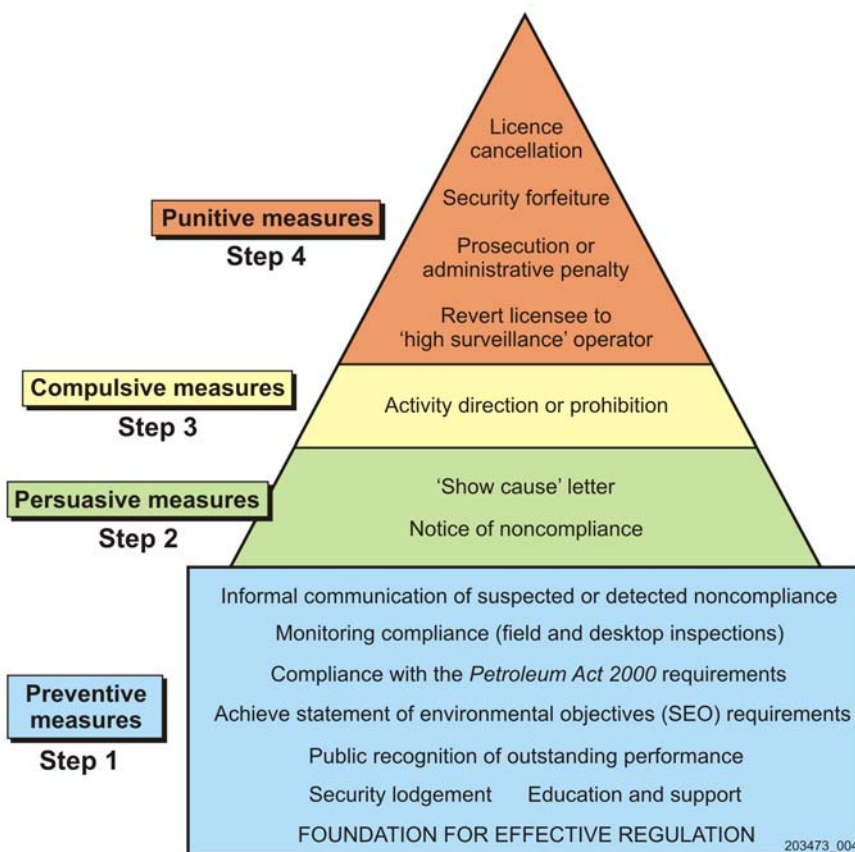 Licence
cancellation
Security forfeiture
Punitive measures
Step 4
Prosecution or
administrative penalty
Revert licensee to
‘high surveillance’ operator
Compulsive measures
Step 3
Activity direction or prohibition
Persuasive measures
Step 2
‘Show cause’ letter
Notice of noncompliance
Informal communication of suspected or detected noncompliance
Monitoring compliance (field and desktop inspections)
Compliance with the Petroleum Act 2000 requirements
Preventive
measures
Step 1
Achieve statement of environmental objectives (SEO) requirements
Public recognition of outstanding performance
Security lodgement Education and support
FOUNDATION FOR EFFECTIVE REGULATION
203473_004